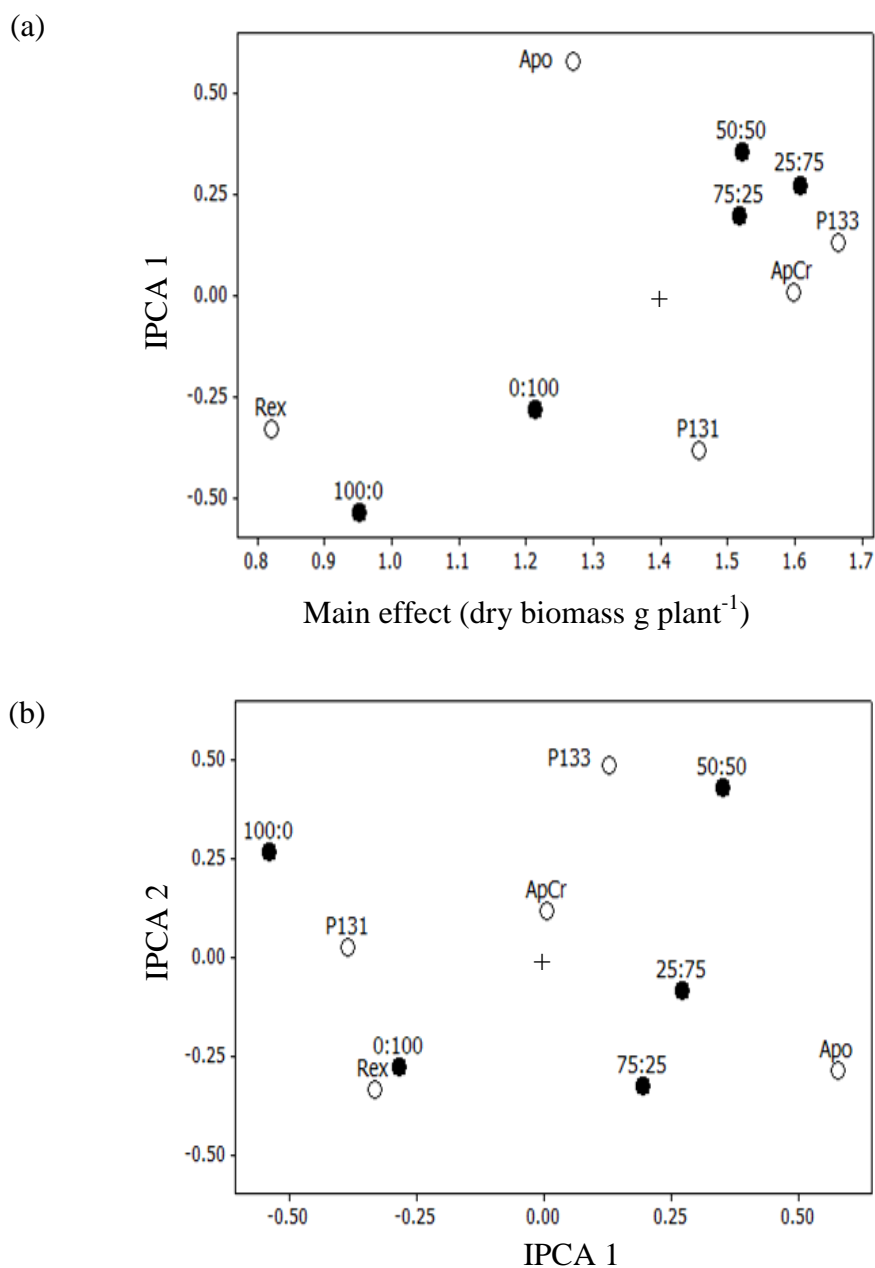 (a)
Apo
0.50
50:50
25:75
0.25
75:25
P133
ApCr
IPCA 1
0.00
0:100
Rex
-0.25
P131
100:0
-0.50
0.8 0.9 1.0 1.1 1.2 1.3 1.4 1.5 1.6 1.7
Main effect (dry biomass g plant-1)
(b)
0.50
P133
50:50
100:0
0.25
ApCr
IPCA 2
P131
0.00
25:75
0:100
Rex
-0.25
75:25
Apo
-0.50
-0.50 -0.25 0.00 0.25 0.50
IPCA 1